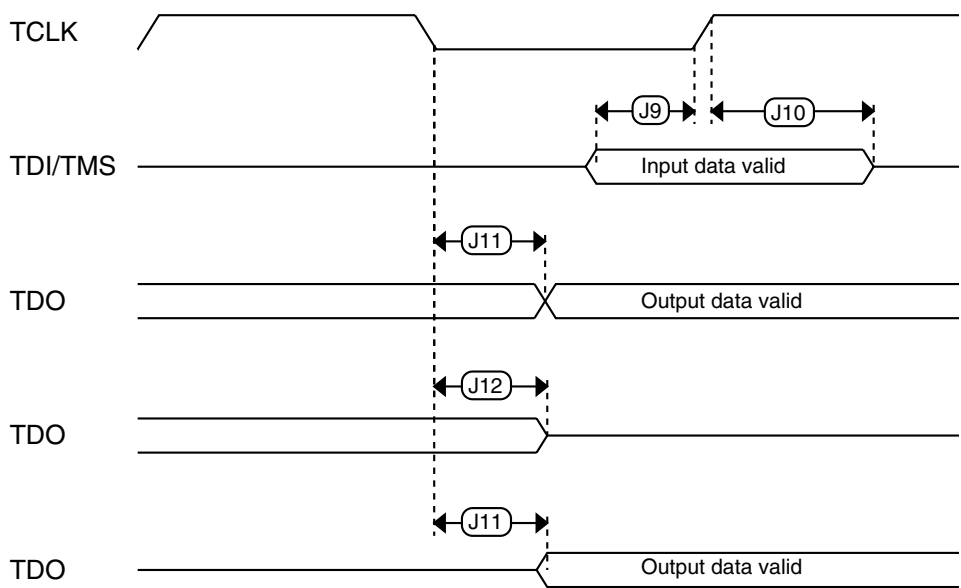 TCLK
J9
J10
TDI/TMS
Input data valid
J11
TDO
Output data valid
J12
TDO
J11
TDO
Output data valid